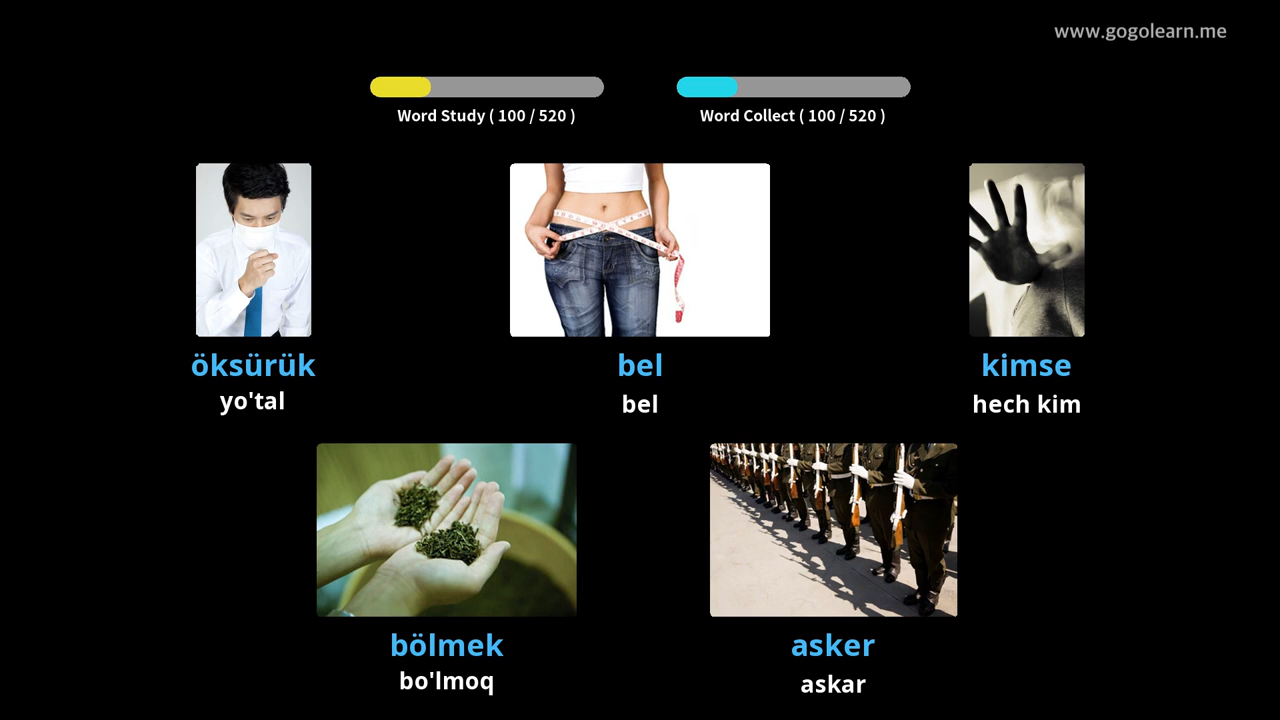 www.gogolearn.me
Word Study ( 100 / 520 )
Word Collect ( 100 / 520 )
öksürük
yo'tal
bel
bel
kimse
hech kim
bölmek
bo'lmoq
asker
askar